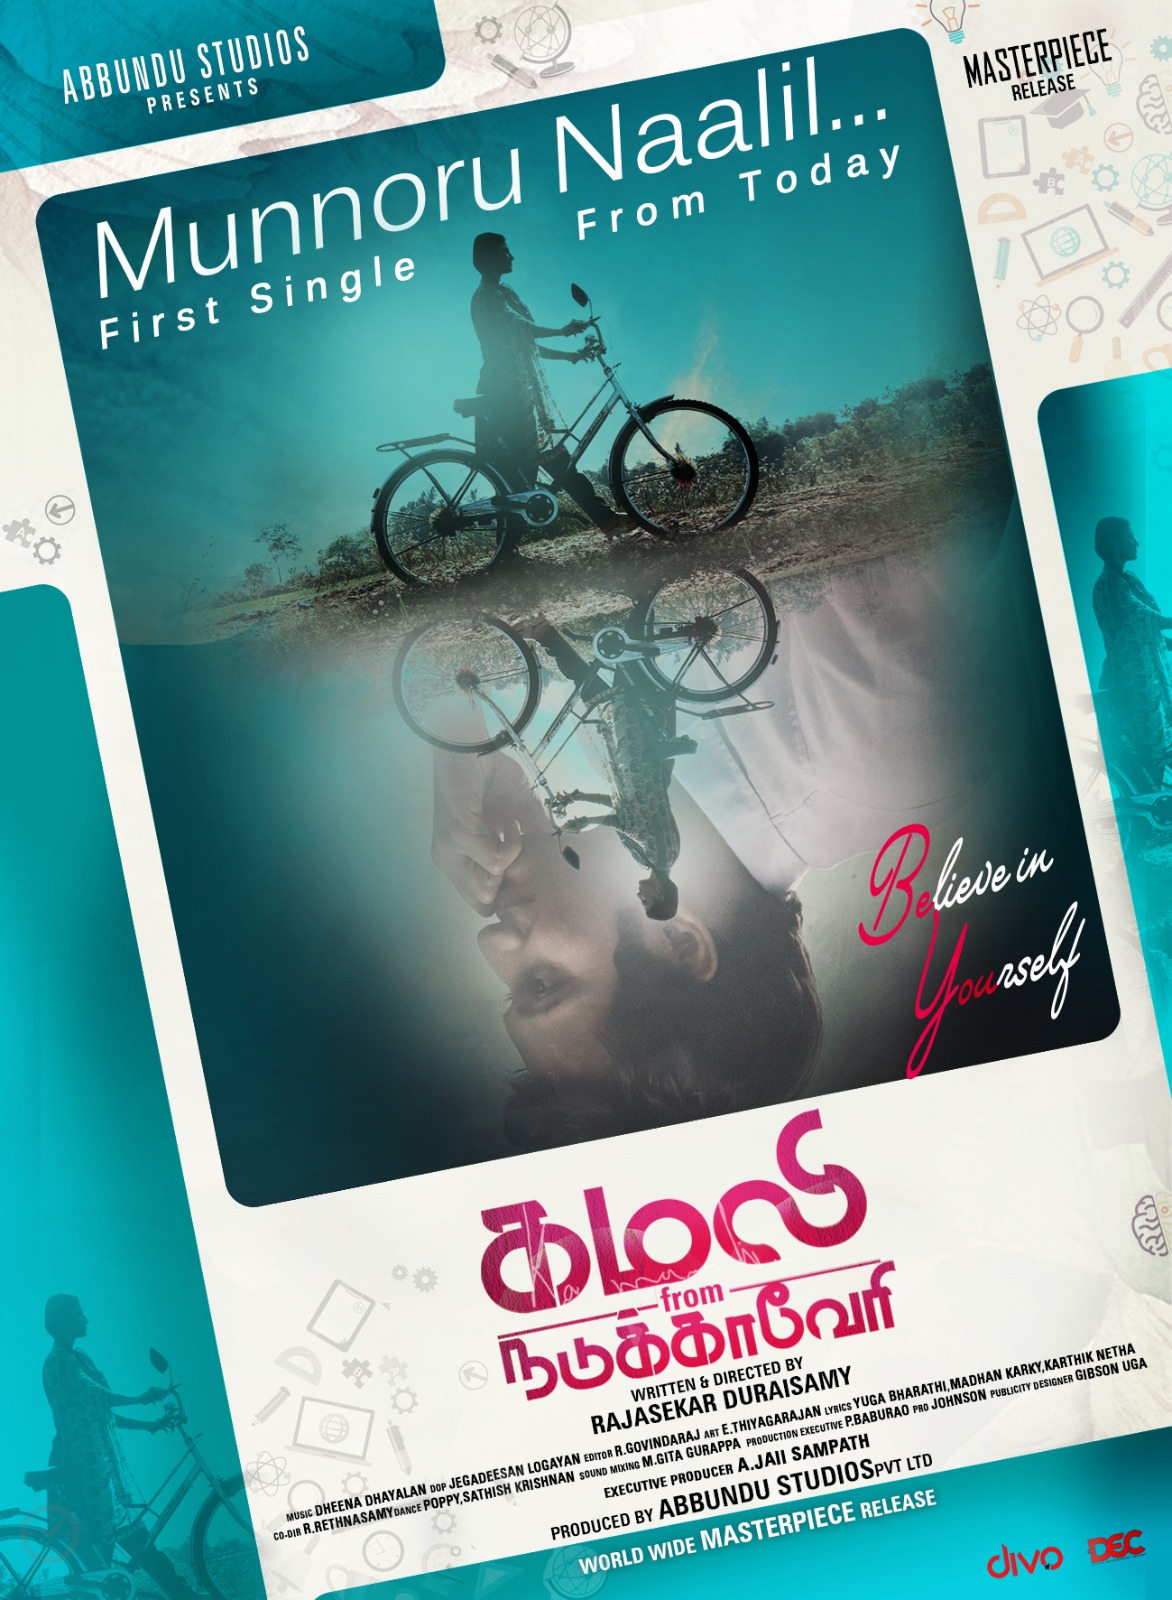 ABBUNDU STUDIOS
PRESENTS
MASTERPIECE
RELEASE
Munnoru Naalil...
First Single
From Today
Believe in
Yourself
கமலி
Kamali
from
நடுக்காவேரி
WRITTEN & DIRECTED BY
RAJASEKAR DURAISAMY
MUSIC DHEENA DHAYALAN DOP JEGADEESAN LOGAYAN EDITOR R.GOVINDARAJ ART E.THIYAGARAJAN LYRICS YUGA BHARATHI,MADHAN KARKY,KARTHIK NETHA
CO-DIR R.RETHNASAMY DANCE POPPY,SATHISH KRISHNAN SOUND MIXING M.GITA GURAPPA PRODUCTION EXECUTIVE P.BABURAO PRO JOHNSON PUBLICITY DESIGNER GIBSON UGA
EXECUTIVE PRODUCER A.JAII SAMPATH
PRODUCED BY ABBUNDU STUDIOS PVT LTD
WORLD WIDE MASTERPIECE RELEASE
divo
DEC